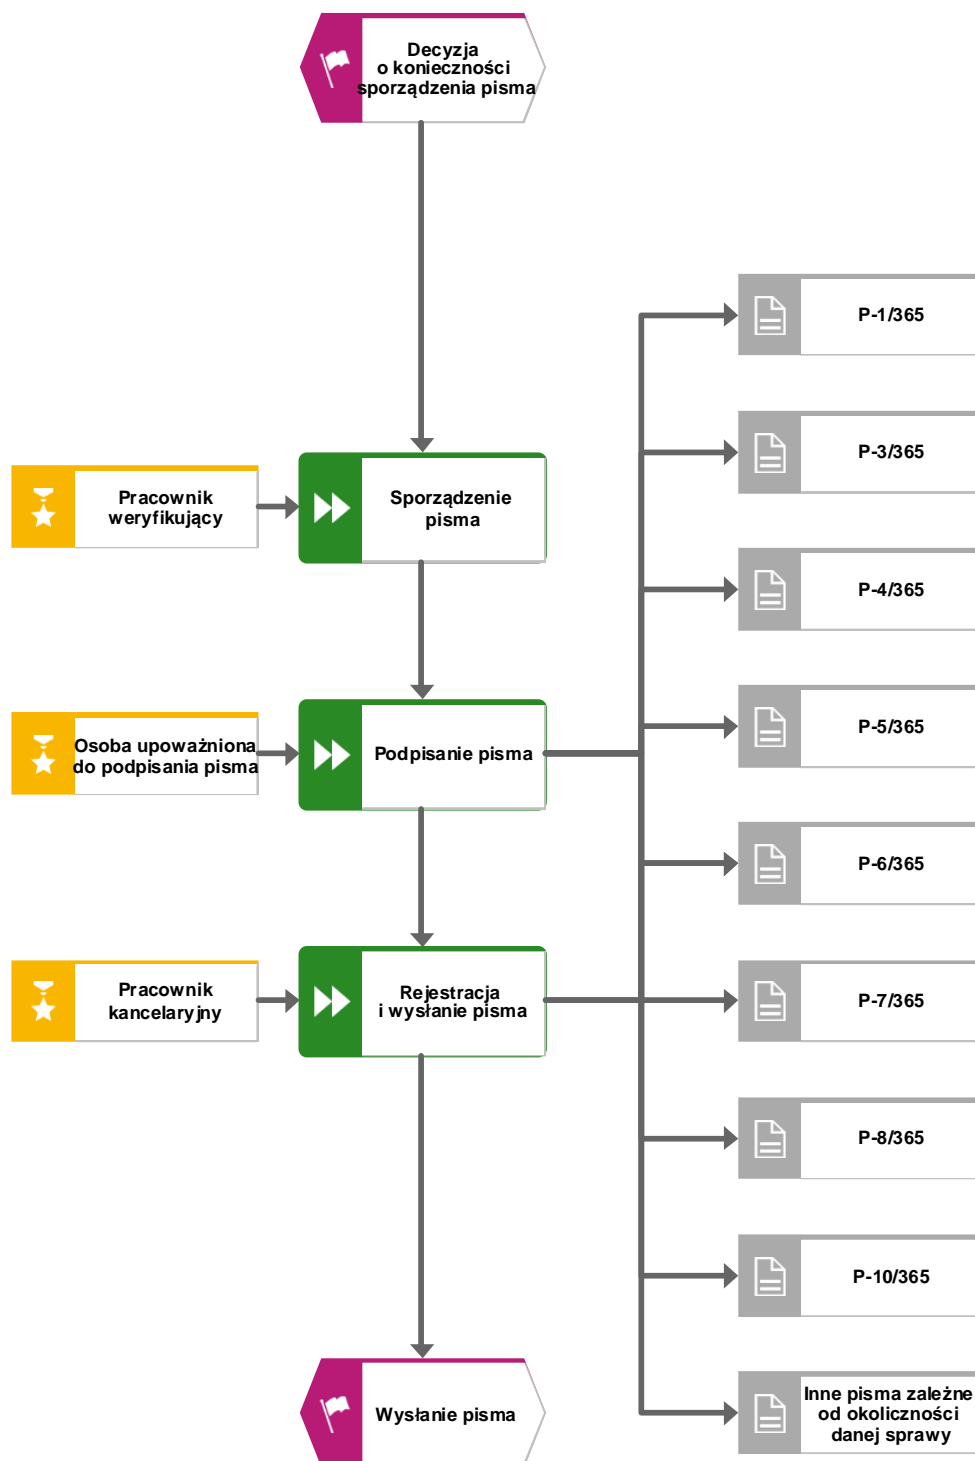 Decyzja
o konieczności
sporządzenia pisma
P-1/365
P-3/365
Pracownik
weryfikujący
Sporządzenie
pisma
P-4/365
Osoba upoważniona
do podpisania pisma
Podpisanie pisma
P-5/365
P-6/365
Pracownik
kancelaryjny
Rejestracja
i wysłanie pisma
P-7/365
P-8/365
P-10/365
Wysłanie pisma
Inne pisma zależne
od okoliczności
danej sprawy